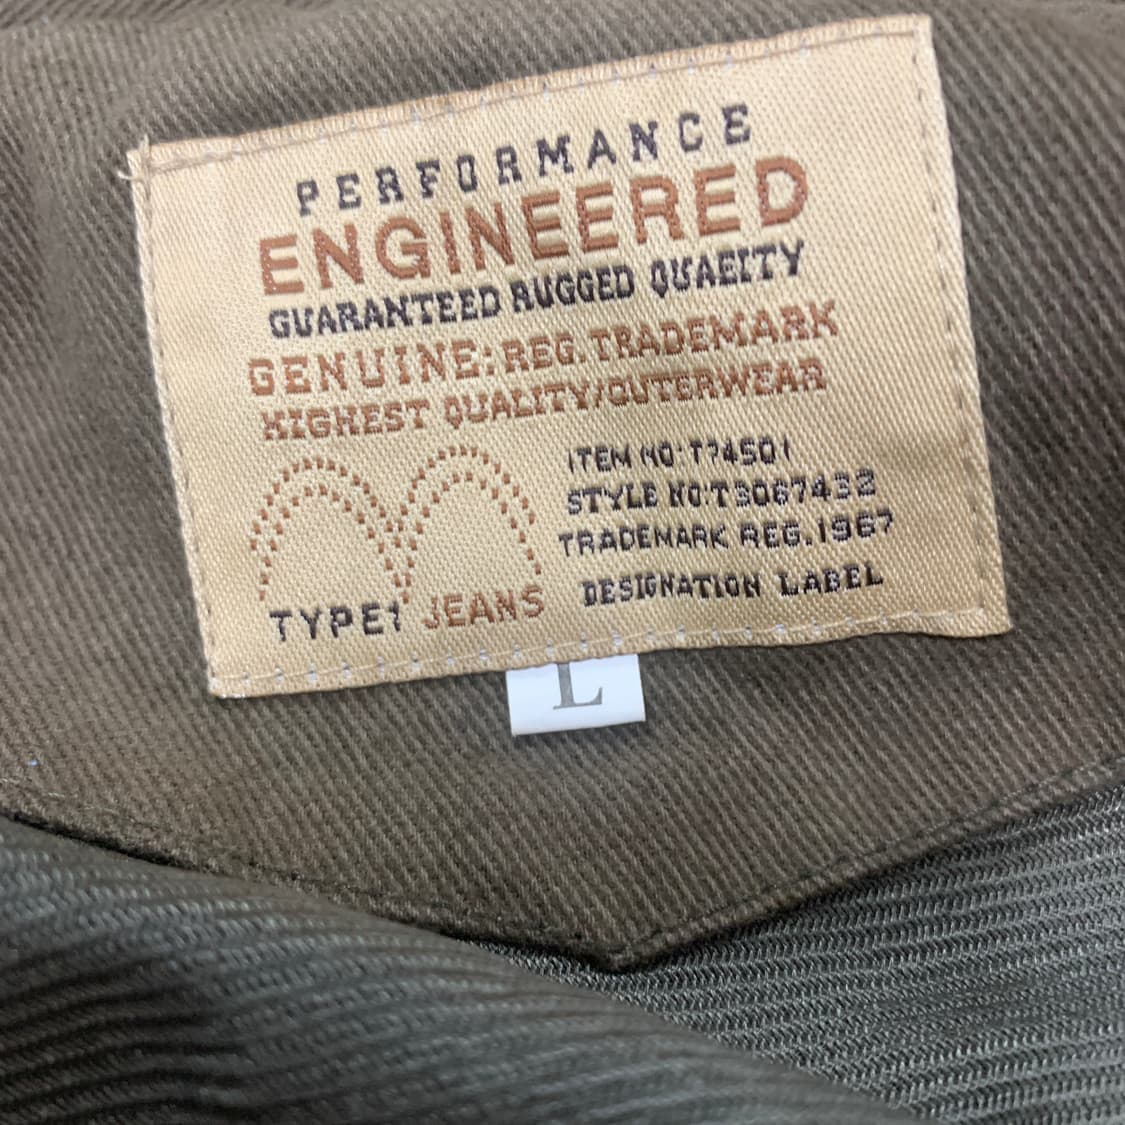 PERFORMANCE
ENGINEERED
GUARANTEED RUGGED QUAEITY
GENUINE: REG. TRADEMARK
HIGHEST QUALITY/OUTERWEAR
ITEM NO: T74501
STYLE NO:T3067432
TRADEMARK REG.1967
DESIGNATION LABEL
TYPE1 JEANS
L